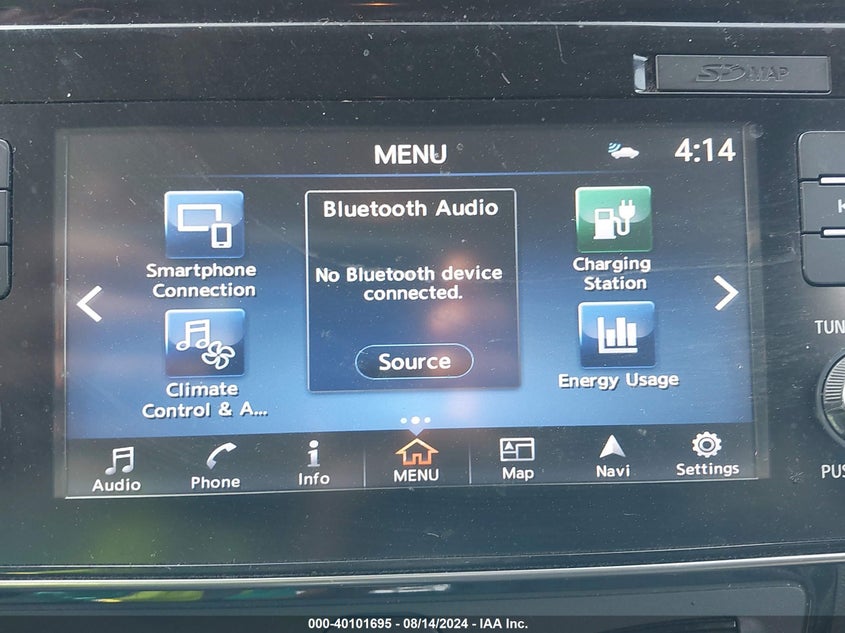 SD MAP
MENU
4:14
Smartphone
Connection
Bluetooth Audio
No Bluetooth device
connected.
Source
Charging
Station
Climate
Control & A...
Energy Usage
Audio
Phone
Info
MENU
Map
Navi
Settings
TUN
PUS
000-40101695 - 08/14/2024 - IAA Inc.